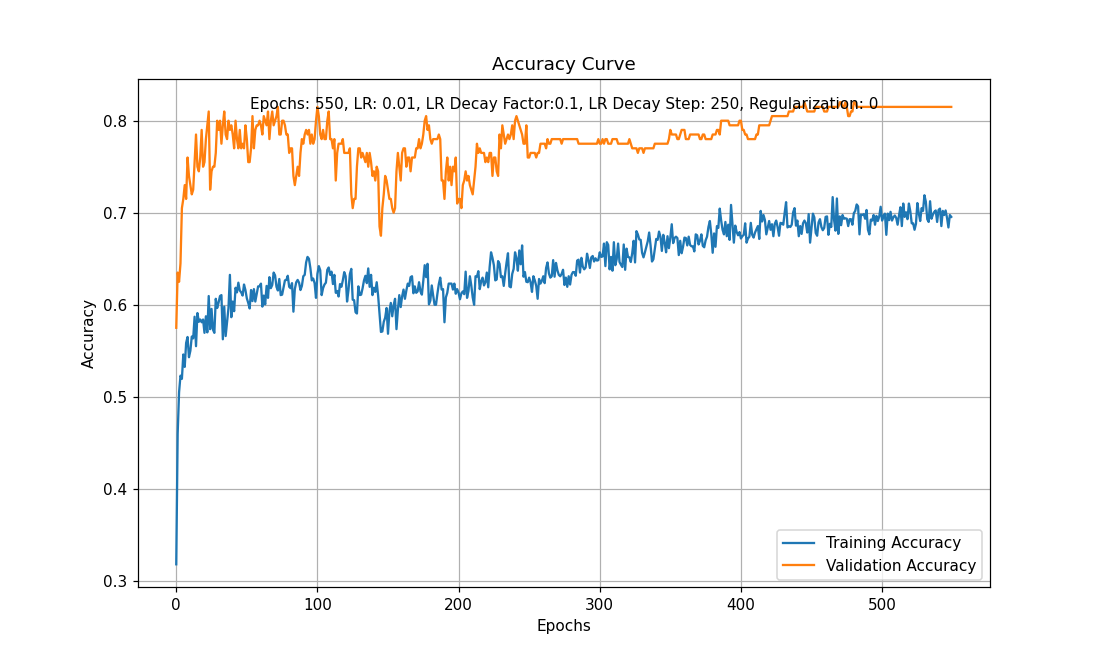 Accuracy Curve
Epochs: 550, LR: 0.01, LR Decay Factor:0.1, LR Decay Step: 250, Regularization: 0
Accuracy
0.8
0.7
0.6
0.5
0.4
0.3
0 100 200 300 400 500
Epochs
Training Accuracy
Validation Accuracy